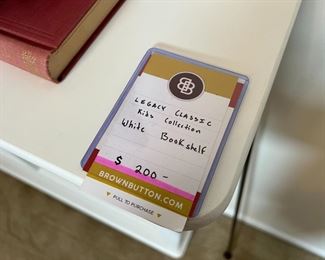 LEGACY CLASSIC
Kids Collection
White Bookshelf
$ 200-
BROWNBUTTON.COM
PULL TO PURCHASE